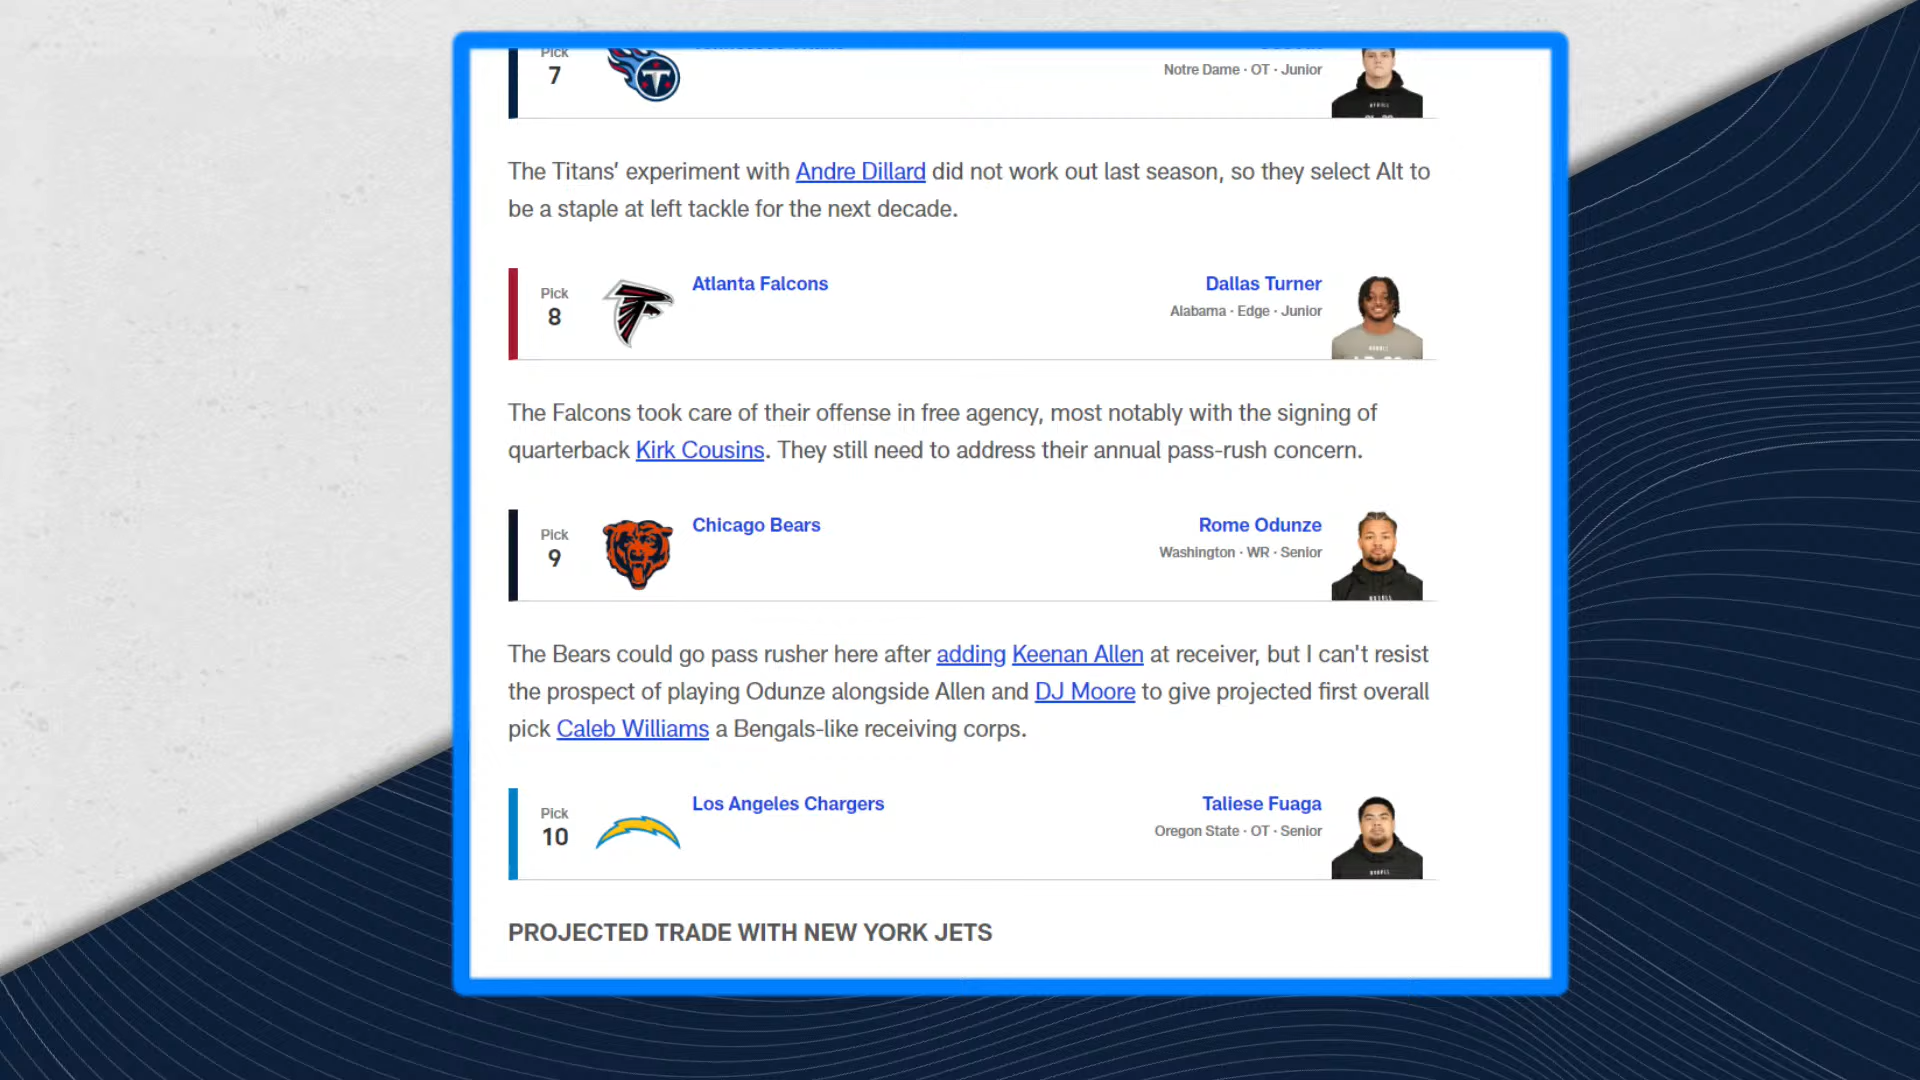 Pick
7
Notre Dame · OT · Junior
The Titans' experiment with Andre Dillard did not work out last season, so they select Alt to
be a staple at left tackle for the next decade.
Pick
8
Atlanta Falcons
Dallas Turner
Alabama · Edge · Junior
The Falcons took care of their offense in free agency, most notably with the signing of
quarterback Kirk Cousins. They still need to address their annual pass-rush concern.
Pick
9
Chicago Bears
Rome Odunze
Washington · WR · Senior
The Bears could go pass rusher here after adding Keenan Allen at receiver, but I can't resist
the prospect of playing Odunze alongside Allen and DJ Moore to give projected first overall
pick Caleb Williams a Bengals-like receiving corps.
Pick
10
Los Angeles Chargers
Taliese Fuaga
Oregon State · OT · Senior
PROJECTED TRADE WITH NEW YORK JETS